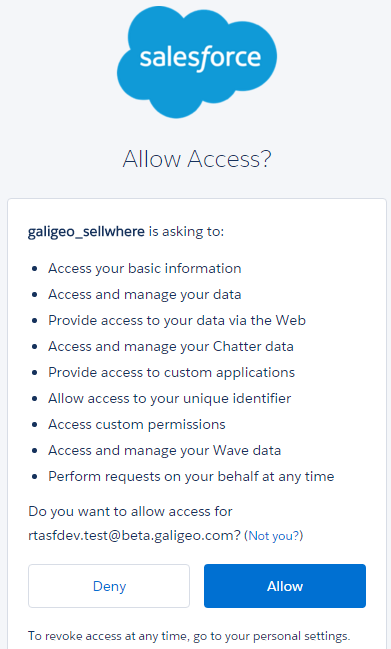 salesforce
Allow Access?
galigeo_sellwhere is asking to:
• Access your basic information
• Access and manage your data
• Provide access to your data via the Web
• Access and manage your Chatter data
• Provide access to custom applications
• Allow access to your unique identifier
• Access custom permissions
• Access and manage your Wave data
• Perform requests on your behalf at any time
Do you want to allow access for
rtasfdev.test@beta.galigeo.com? (Not you?)
Deny
Allow
To revoke access at any time, go to your personal settings.